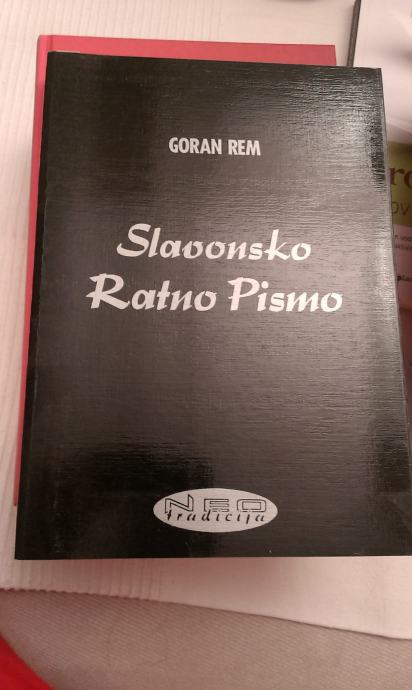 GORAN REM
Slavonsko
Ratno Pismo
NEO
tradicija